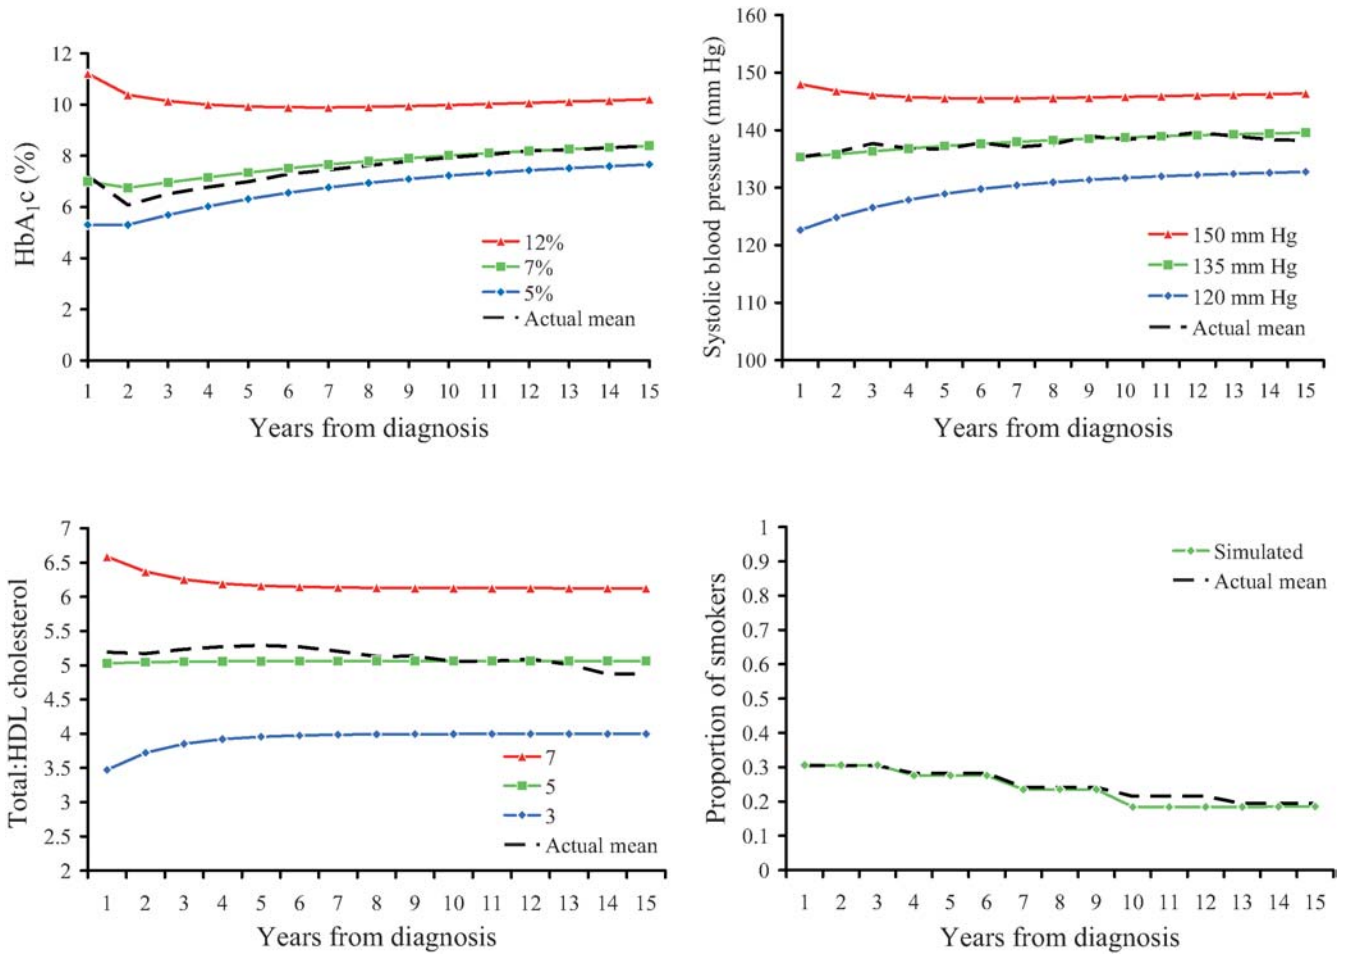 HbA1c (%)
12
10
8
6
4
2
0
12%
7%
5%
Actual mean
1 2 3 4 5 6 7 8 9 10 11 12 13 14 15
Years from diagnosis
Systolic blood pressure (mm Hg)
160
150
140
130
120
110
100
150 mm Hg
135 mm Hg
120 mm Hg
Actual mean
1 2 3 4 5 6 7 8 9 10 11 12 13 14 15
Years from diagnosis
Total:HDL cholesterol
7
6.5
6
5.5
5
4.5
4
3.5
3
2.5
2
7
5
3
Actual mean
1 2 3 4 5 6 7 8 9 10 11 12 13 14 15
Years from diagnosis
Proportion of smokers
1
0.9
0.8
0.7
0.6
0.5
0.4
0.3
0.2
0.1
0
Simulated
Actual mean
1 2 3 4 5 6 7 8 9 10 11 12 13 14 15
Years from diagnosis